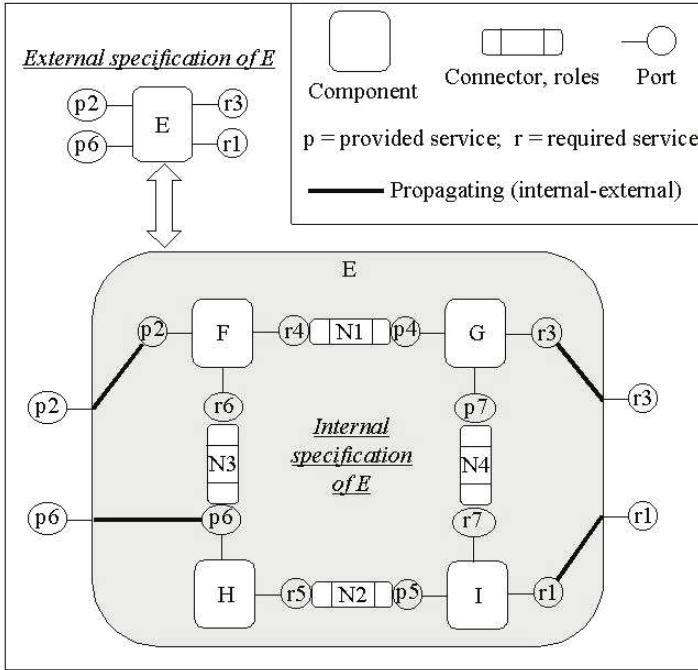 External specification of E
p2
E
r3
p6
r1
Component
Connector, roles
Port
p = provided service; r = required service
Propagating (internal-external)
E
p2
F
r4
N1
p4
G
r3
p2
r6
p7
r3
Internal
specification
of E
N3
N4
p6
p6
r7
r1
H
r5
N2
p5
I
r1